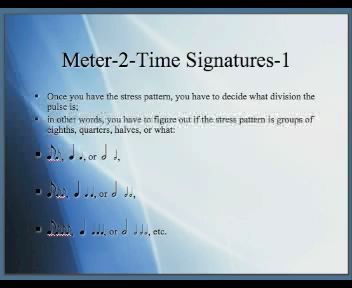 Meter-2-Time Signatures-1
Once you have the stress pattern, you have to decide what division the
pulse is;
in other words, you have to figure out if the stress pattern is groups of
eighths, quarters, halves, or what:
♪♪, ♩ ♩, or 𝅗𝅥 𝅗𝅥,
♪♪♪, ♩ ♩ ♩, or 𝅗𝅥 𝅗𝅥 𝅗𝅥,
♪♪♪♪, ♩ ♩ ♩ ♩, or 𝅗𝅥 𝅗𝅥 𝅗𝅥 𝅗𝅥, etc.